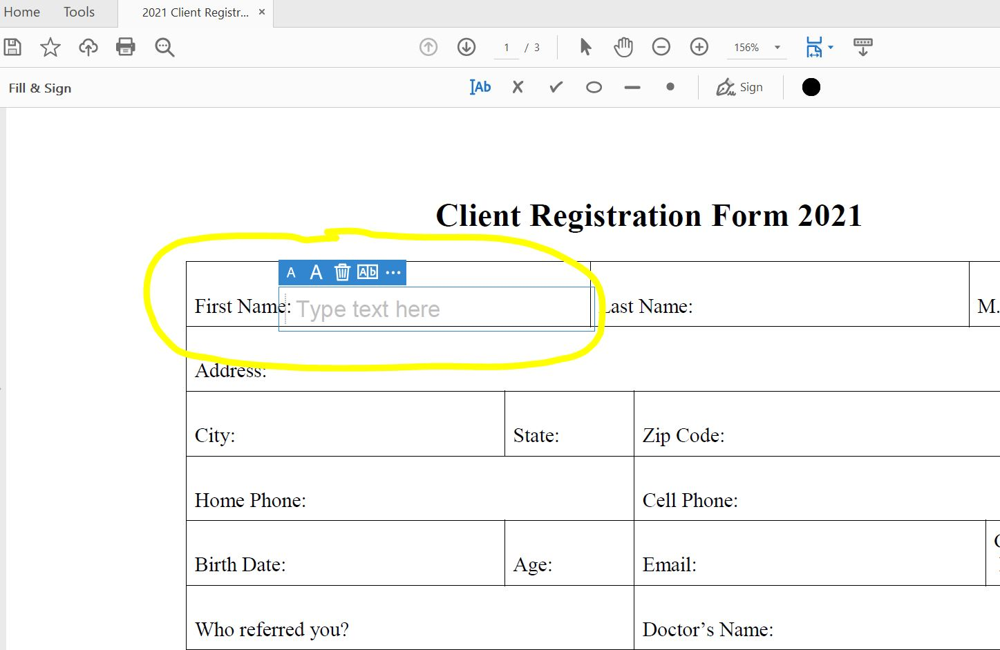 Home Tools 2021 Client Registr... ×
1 / 3 156%
Fill & Sign Ab Sign
Client Registration Form 2021
A A Ab ...
First Name: Type text here Last Name: M.
Address:
City: State: Zip Code:
Home Phone: Cell Phone:
Birth Date: Age: Email:
Who referred you? Doctor’s Name: